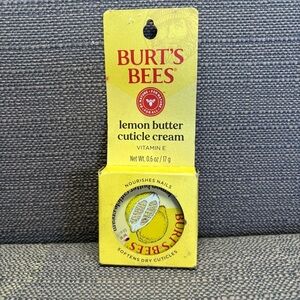 BURT'S
BEES
lemon butter
cuticle cream
VITAMIN E
Net Wt. 0.6 oz / 17 g
NOURISHES NAILS
BURT'S BEES
SOFTENS DRY CUTICLES